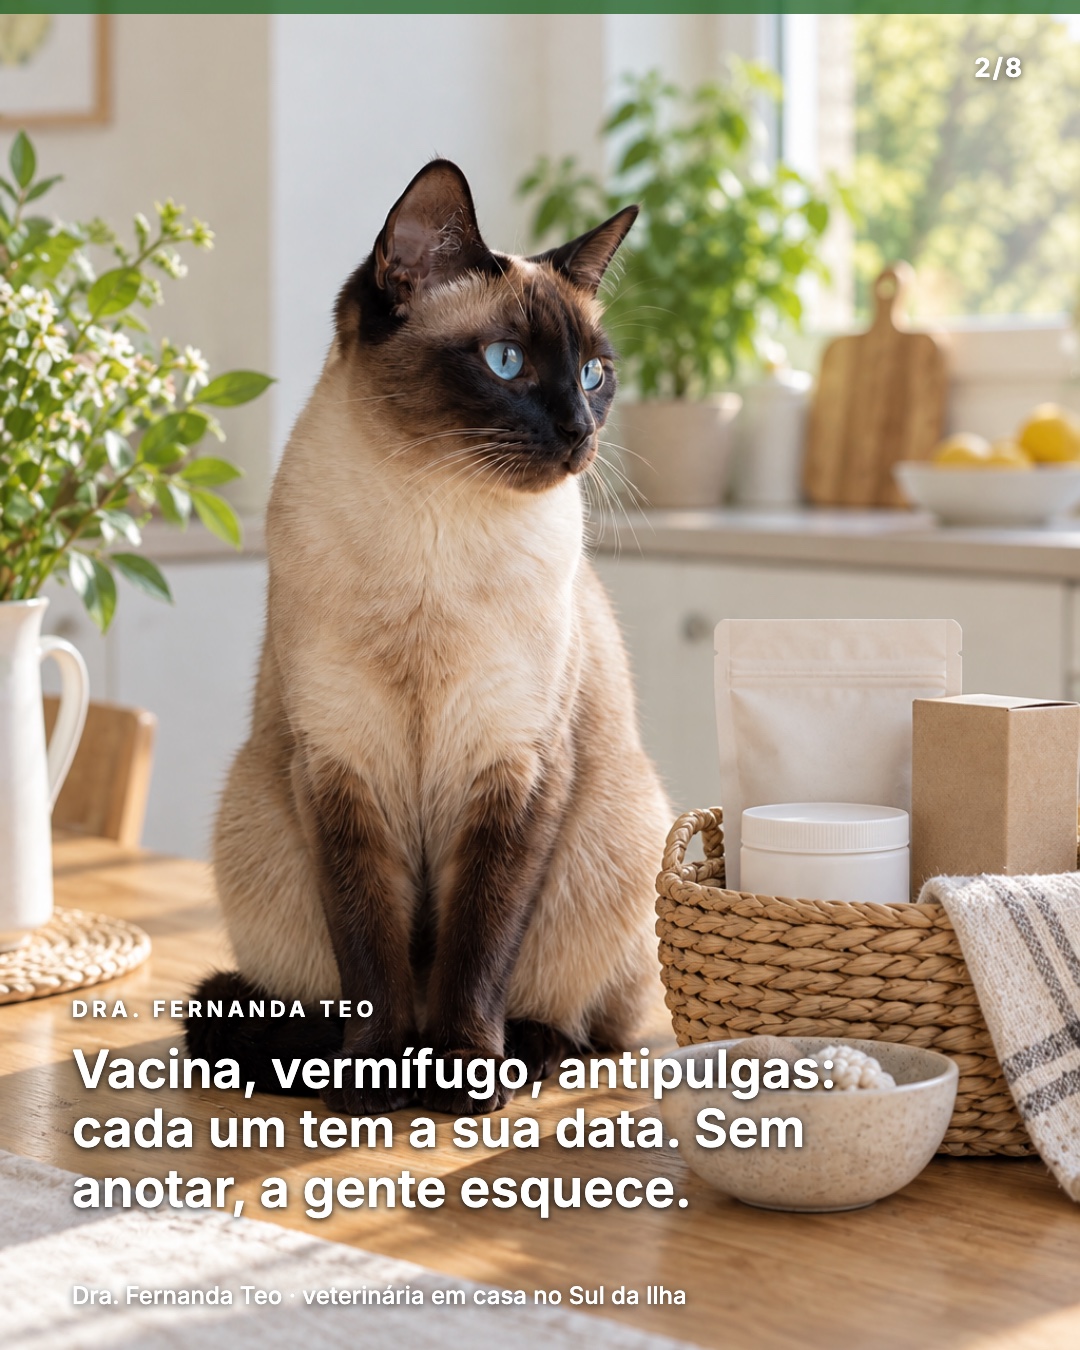 2/8
DRA. FERNANDA TEO
Vacina, vermífugo, antipulgas:
cada um tem a sua data. Sem
anotar, a gente esquece.
Dra. Fernanda Teo · veterinária em casa no Sul da Ilha